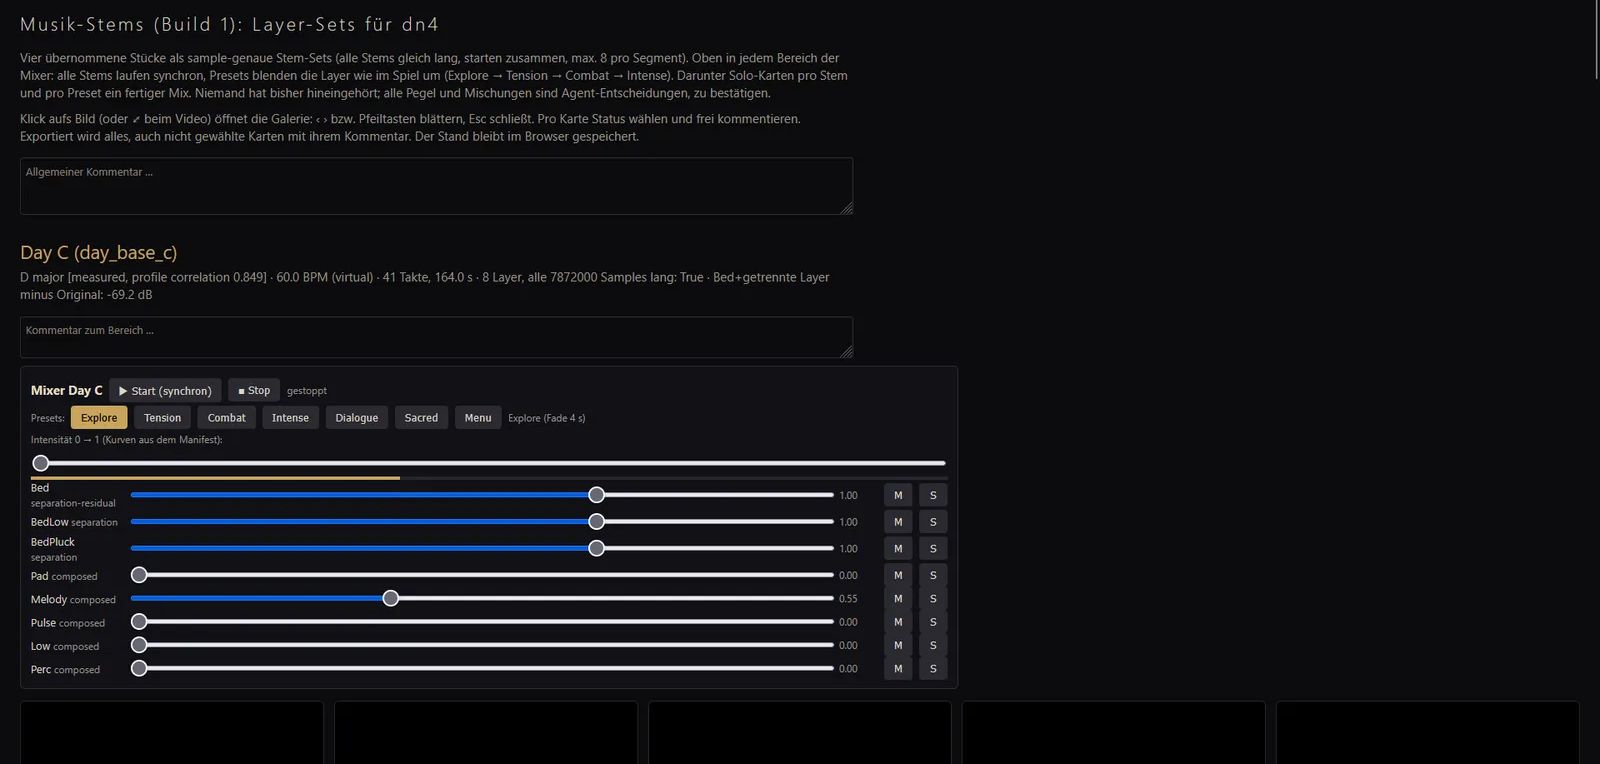 Musik-Stems (Build 1): Layer-Sets für dn4
Vier übernommene Stücke als sample-genaue Stem-Sets (alle Stems gleich lang, starten zusammen, max. 8 pro Segment). Oben in jedem Bereich der
Mixer: alle Stems laufen synchron, Presets blenden die Layer wie im Spiel um (Explore → Tension → Combat → Intense). Darunter Solo-Karten pro Stem
und pro Preset ein fertiger Mix. Niemand hat bisher hineingehört; alle Pegel und Mischungen sind Agent-Entscheidungen, zu bestätigen.
Klick aufs Bild (oder ⤢ beim Video) öffnet die Galerie: ‹ › bzw. Pfeiltasten blättern, Esc schließt. Pro Karte Status wählen und frei kommentieren.
Exportiert wird alles, auch nicht gewählte Karten mit ihrem Kommentar. Der Stand bleibt im Browser gespeichert.
Allgemeiner Kommentar ...
Day C (day_base_c)
D major [measured, profile correlation 0.849] · 60.0 BPM (virtual) · 41 Takte, 164.0 s · 8 Layer, alle 7872000 Samples lang: True · Bed+getrennte Layer
minus Original: -69.2 dB
Kommentar zum Bereich ...
Mixer Day C ▶ Start (synchron) ■ Stop gestoppt
Presets: Explore Tension Combat Intense Dialogue Sacred Menu Explore (Fade 4 s)
Intensität 0 → 1 (Kurven aus dem Manifest):
Bed
separation-residual 1.00 M S
BedLow separation 1.00 M S
BedPluck
separation 1.00 M S
Pad composed 0.00 M S
Melody composed 0.55 M S
Pulse composed 0.00 M S
Low composed 0.00 M S
Perc composed 0.00 M S